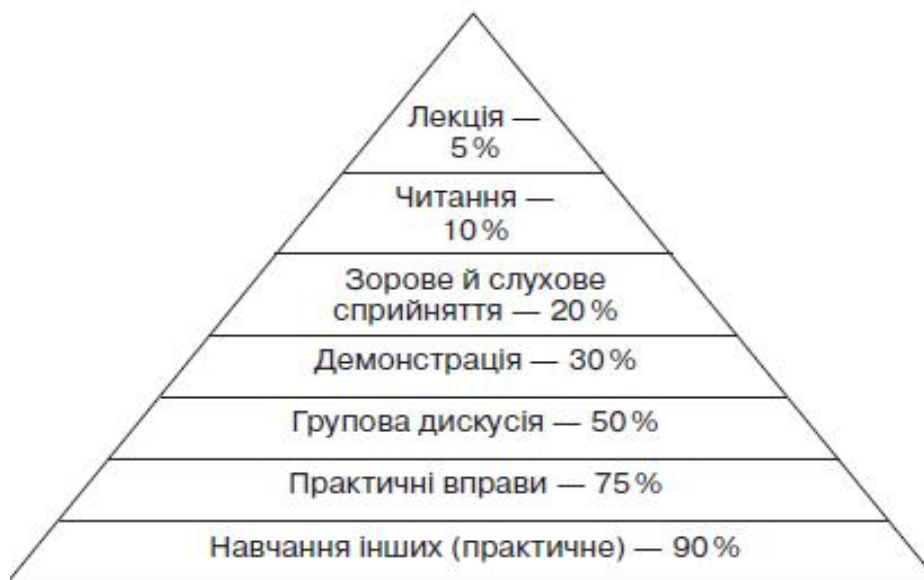 Лекція —
5 %
Читання —
10 %
Зорове й слухове
сприйняття — 20 %
Демонстрація — 30 %
Групова дискусія — 50 %
Практичні вправи — 75 %
Навчання інших (практичне) — 90 %